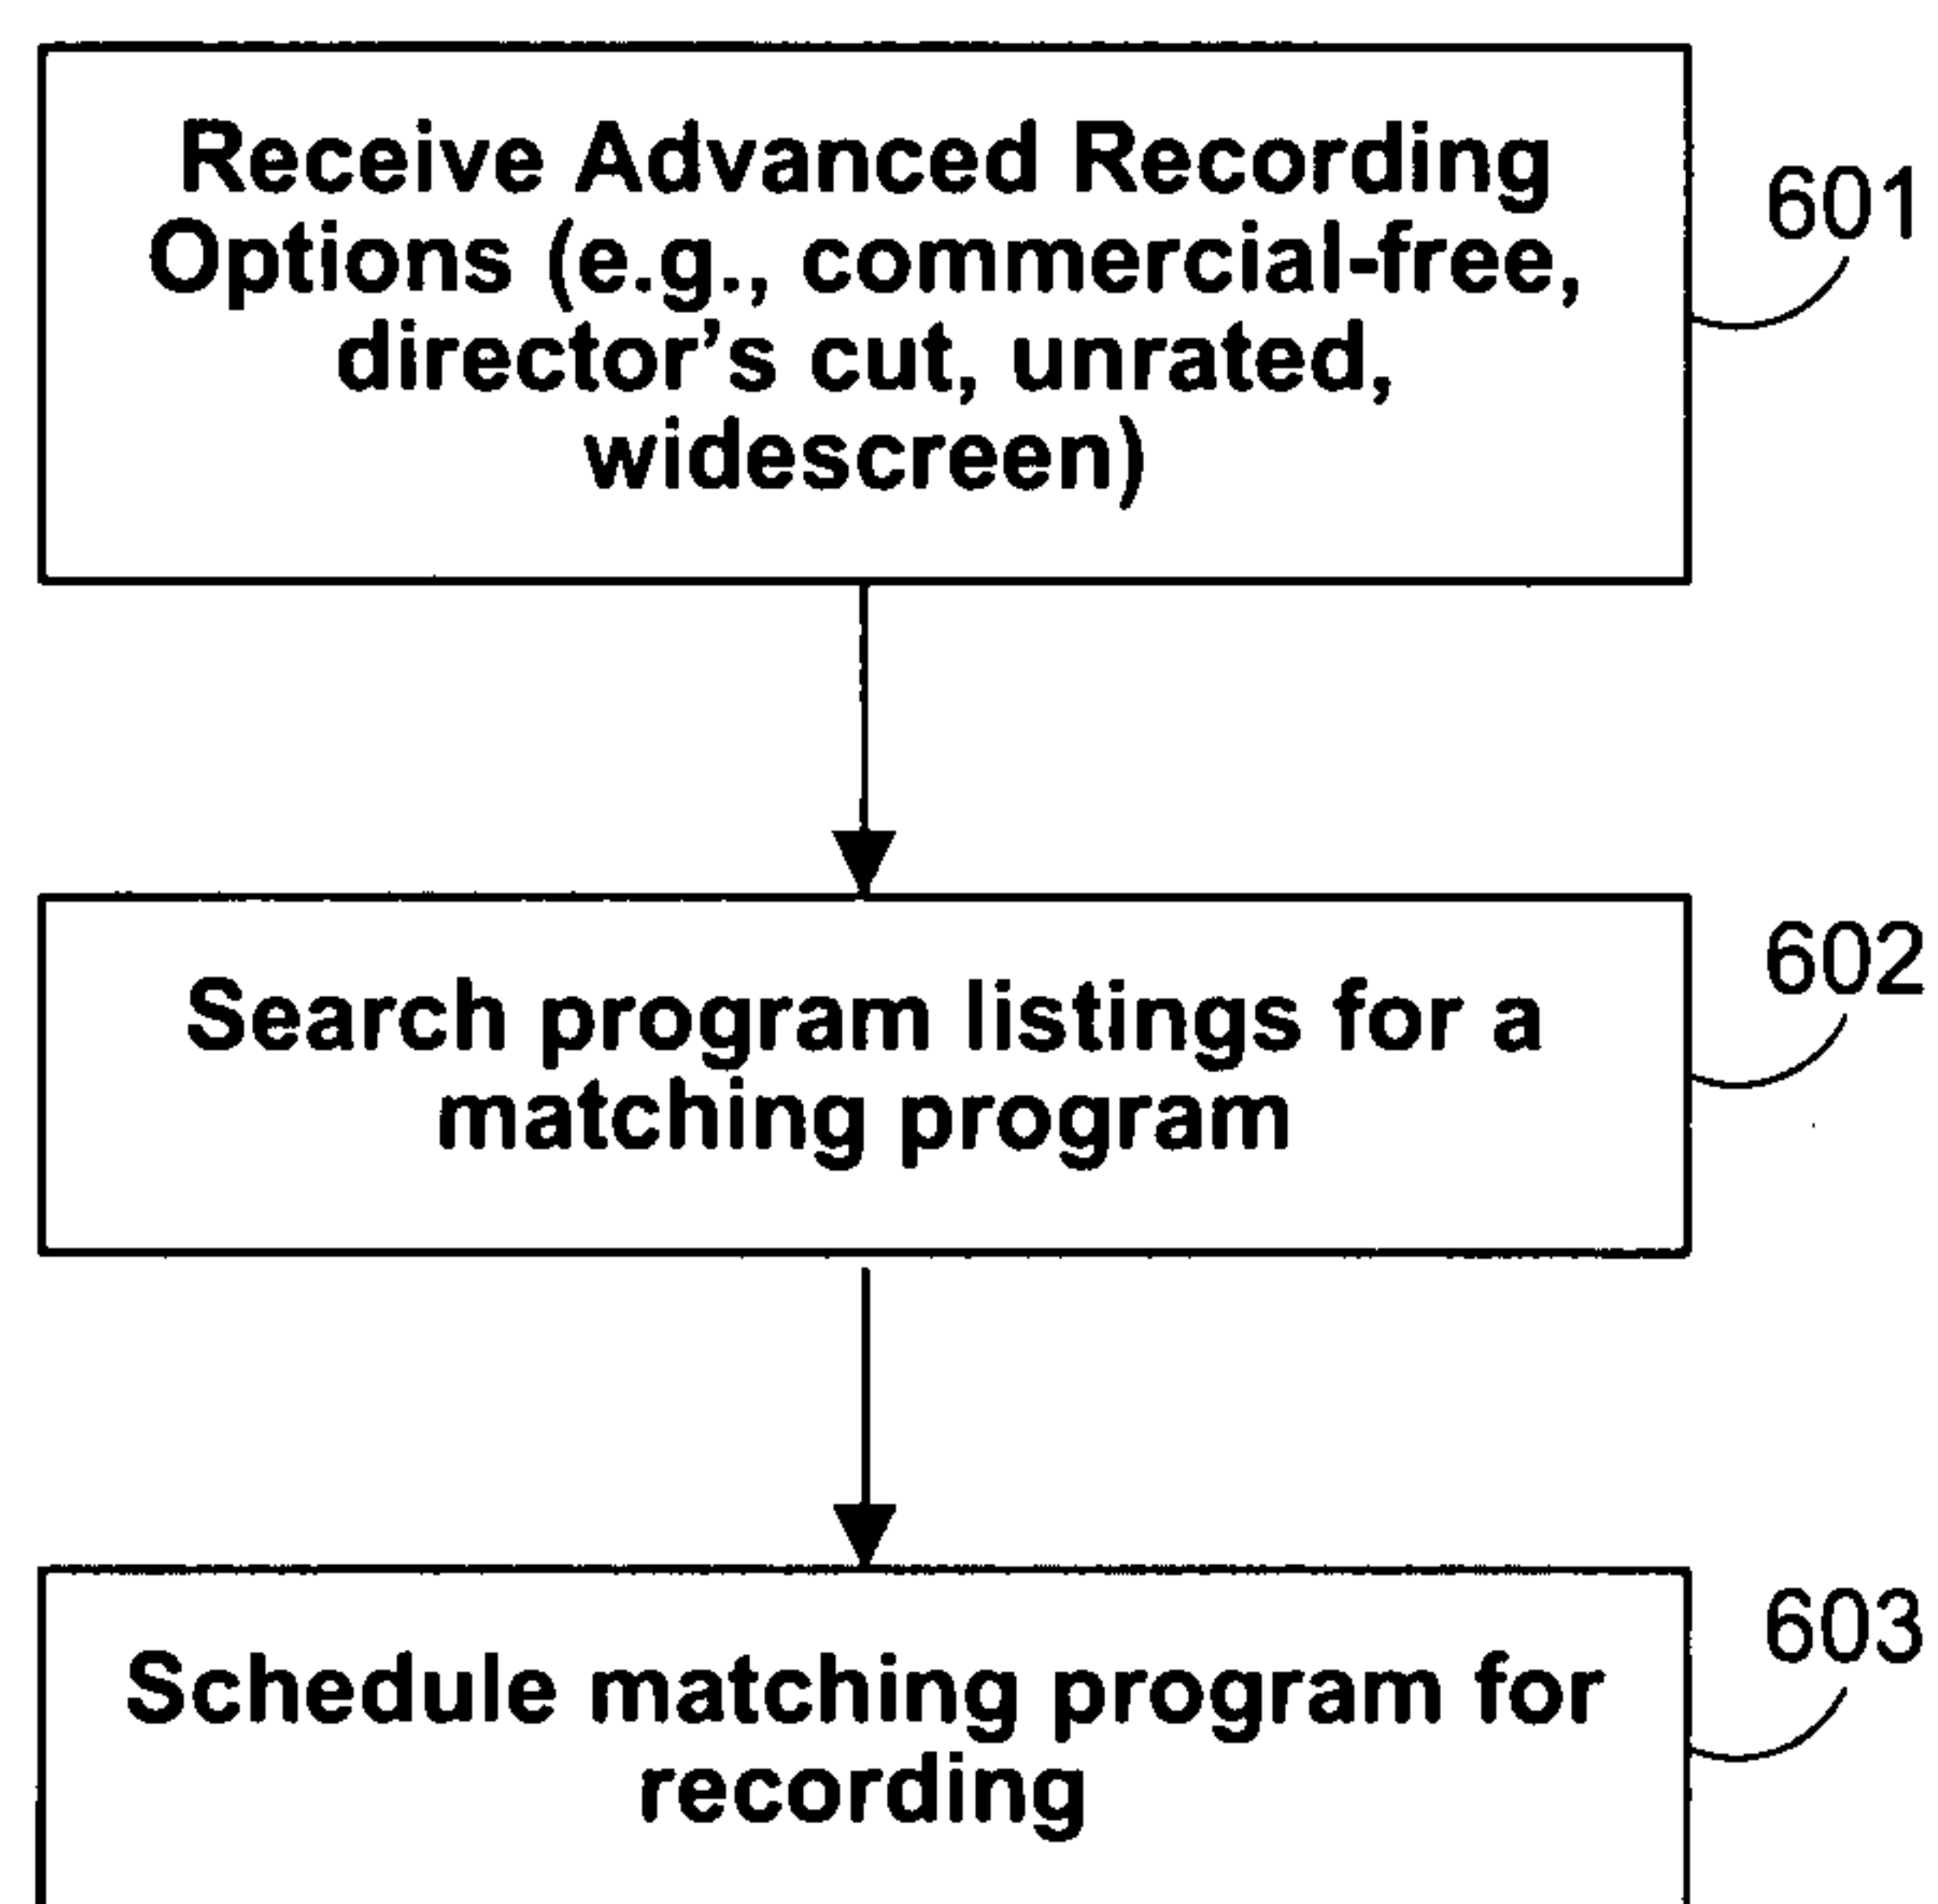 Receive Advanced Recording
Options (e.g., commercial-free,
director's cut, unrated,
widescreen)
601
Search program listings for a
matching program
602
Schedule matching program for
recording
603